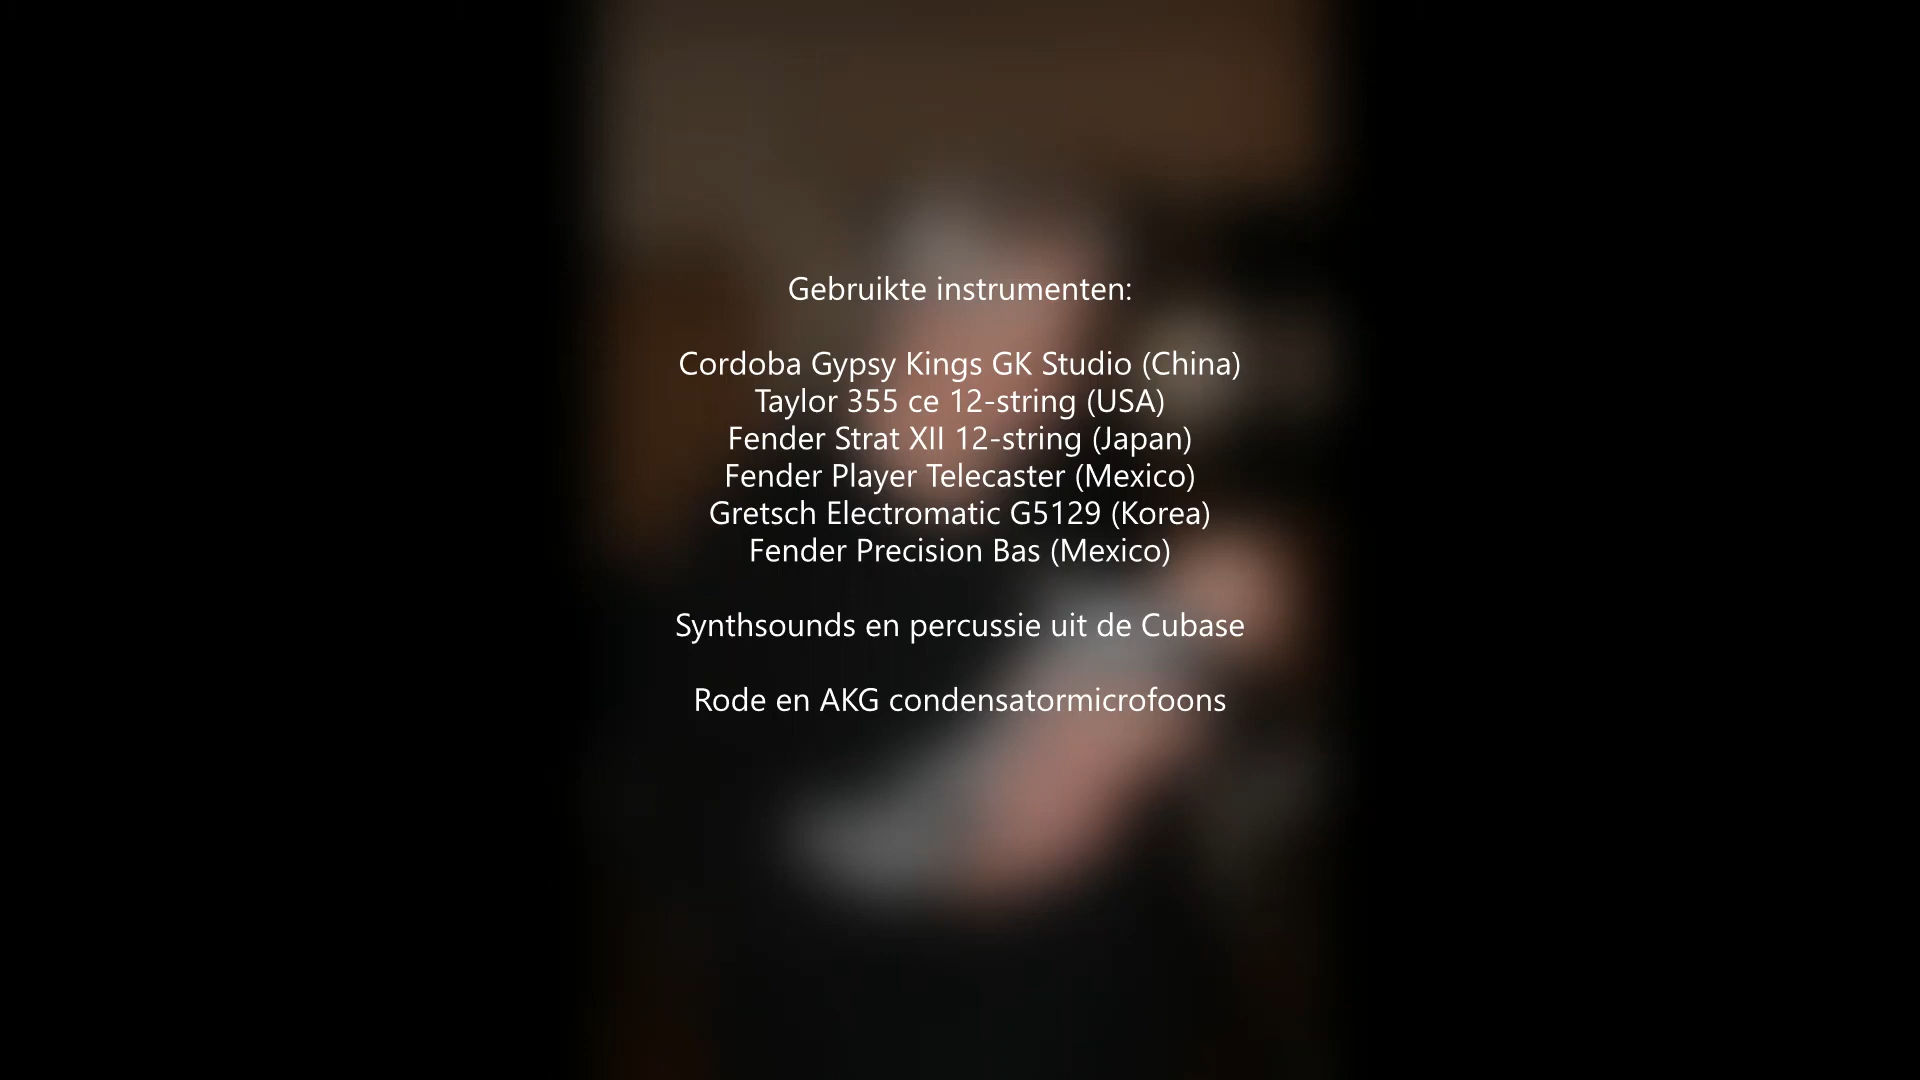 Gebruikte instrumenten:
Cordoba Gypsy Kings GK Studio (China)
Taylor 355 ce 12-string (USA)
Fender Strat XII 12-string (Japan)
Fender Player Telecaster (Mexico)
Gretsch Electromatic G5129 (Korea)
Fender Precision Bas (Mexico)
Synthsounds en percussie uit de Cubase
Rode en AKG condensatormicrofoons